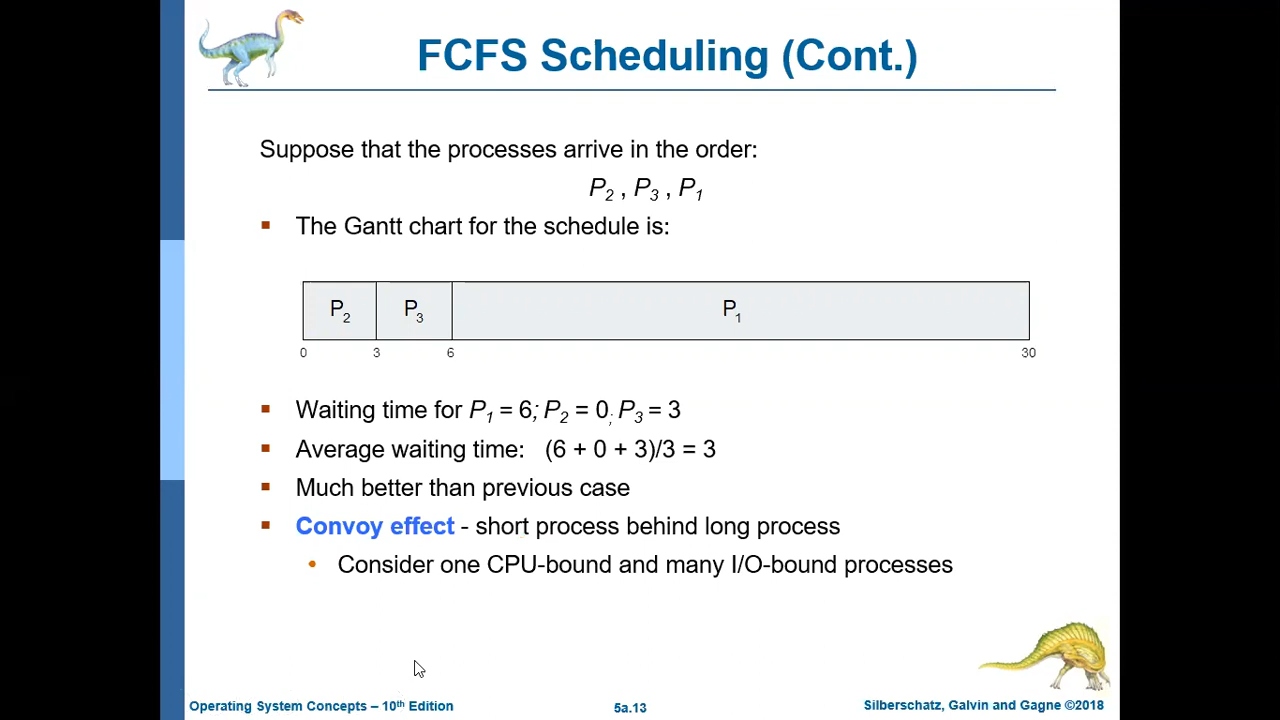 FCFS Scheduling (Cont.)
Suppose that the processes arrive in the order:
P2 , P3 , P1
▪ The Gantt chart for the schedule is:
P2 P3 P1
0 3 6 30
▪ Waiting time for P1 = 6; P2 = 0; P3 = 3
▪ Average waiting time: (6 + 0 + 3)/3 = 3
▪ Much better than previous case
▪ Convoy effect - short process behind long process
• Consider one CPU-bound and many I/O-bound processes
Operating System Concepts – 10th Edition 5a.13 Silberschatz, Galvin and Gagne ©2018